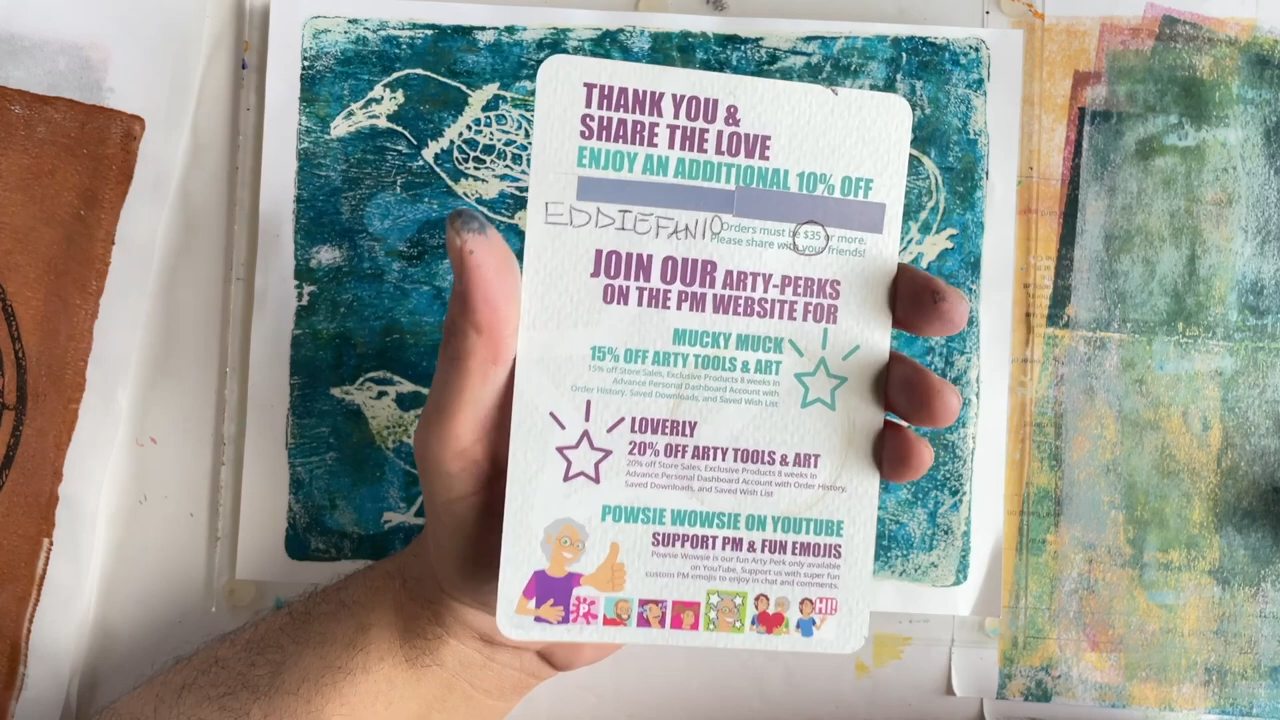 THANK YOU &
SHARE THE LOVE
ENJOY AN ADDITIONAL 10% OFF
EDDIEFAN10
Orders must be $35 or more.
Please share with your friends!
JOIN OUR ARTY-PERKS
ON THE PM WEBSITE FOR
MUCKY MUCK
15% OFF ARTY TOOLS & ART
15% off Store Sales, Exclusive Products 8 weeks In
Advance Personal Dashboard Account with
Order History, Saved Downloads, and Saved Wish List
LOVERLY
20% OFF ARTY TOOLS & ART
20% off Store Sales, Exclusive Products 8 weeks In
Advance Personal Dashboard Account with Order History,
Saved Downloads, and Saved Wish List
POWSIE WOWSIE ON YOUTUBE
SUPPORT PM & FUN EMOJIS
Powsie Wowsie is our fun Arty Perk only available
on YouTube. Support us with super fun
custom PM emojis to enjoy in chat and comments.
HI!